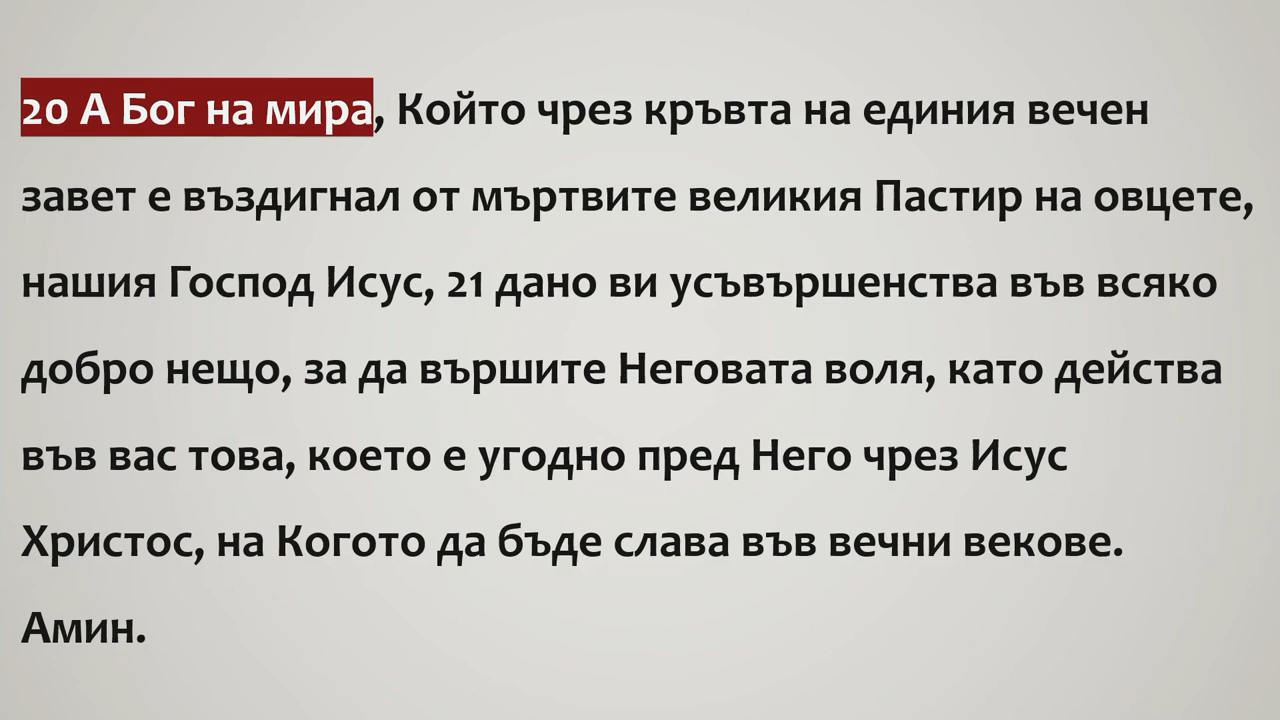 20 А Бог на мира, Който чрез кръвта на единия вечен
завет е въздигнал от мъртвите великия Пастир на овцете,
нашия Господ Исус, 21 дано ви усъвършенства във всяко
добро нещо, за да вършите Неговата воля, като действа
във вас това, което е угодно пред Него чрез Исус
Христос, на Когото да бъде слава във вечни векове.
Амин.